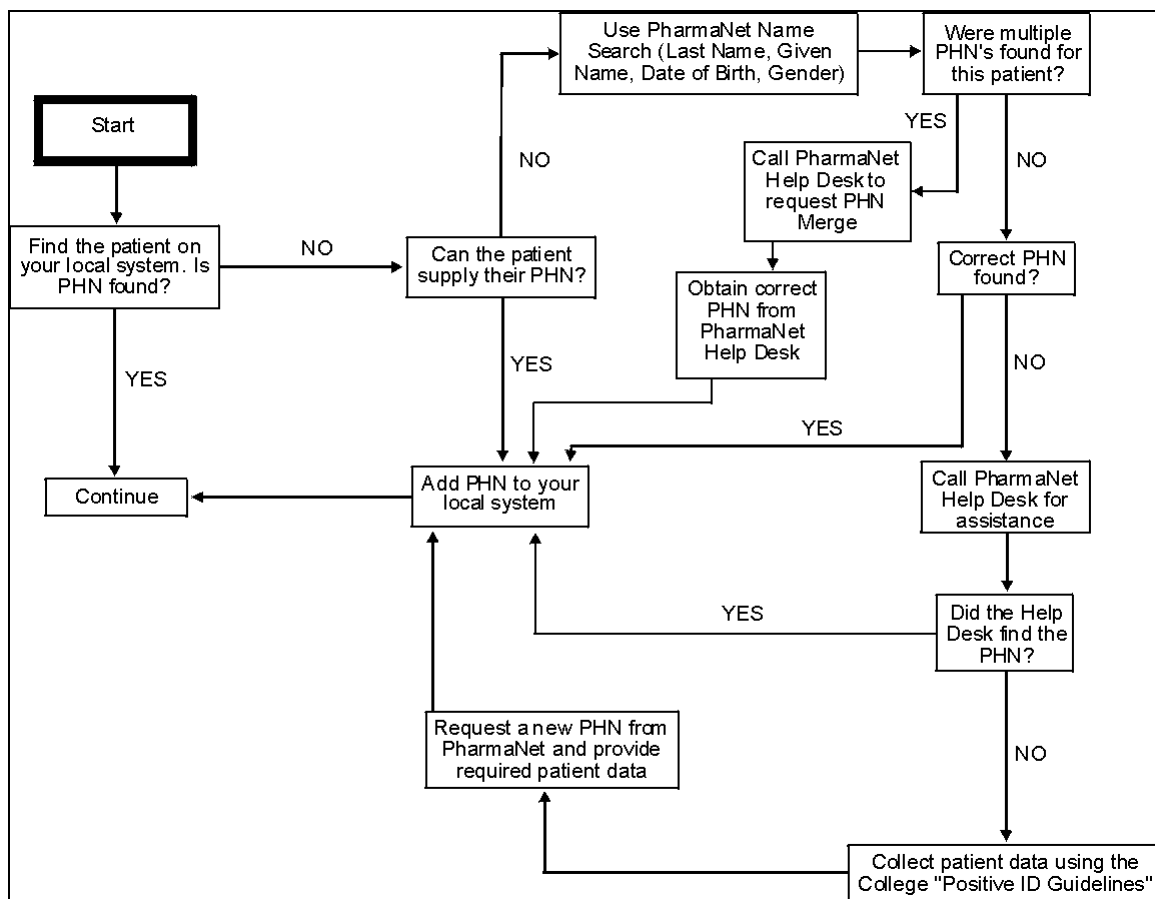 Start
Find the patient on
your local system. Is
PHN found?
NO
YES
Continue
Can the patient
supply their PHN?
NO
YES
Use PharmaNet Name
Search (Last Name, Given
Name, Date of Birth, Gender)
Were multiple
PHN's found for
this patient?
YES
NO
Call PharmaNet
Help Desk to
request PHN
Merge
Obtain correct
PHN from
PharmaNet
Help Desk
Correct PHN
found?
YES
NO
Add PHN to your
local system
Call PharmaNet
Help Desk for
assistance
Did the Help
Desk find the
PHN?
YES
NO
Request a new PHN from
PharmaNet and provide
required patient data
Collect patient data using the
College "Positive ID Guidelines"